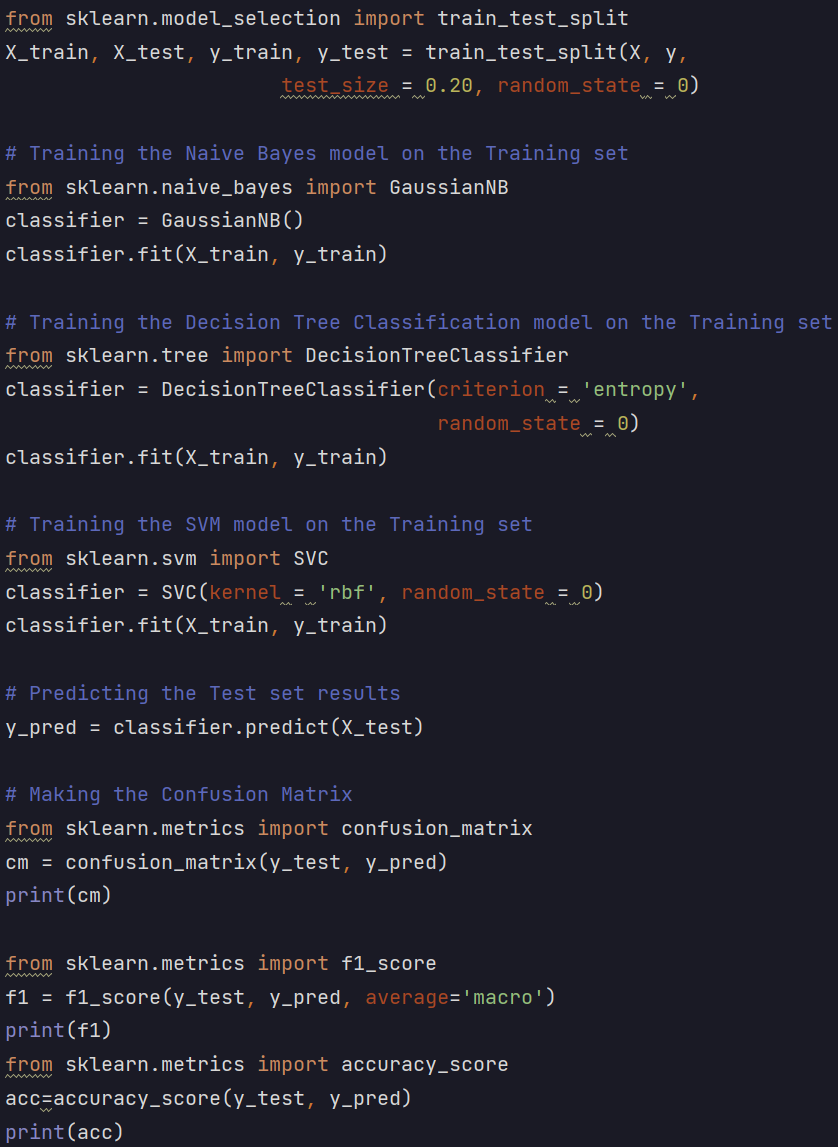 from sklearn.model_selection import train_test_split
X_train, X_test, y_train, y_test = train_test_split(X, y,
                       test_size = 0.20, random_state = 0)

# Training the Naive Bayes model on the Training set
from sklearn.naive_bayes import GaussianNB
classifier = GaussianNB()
classifier.fit(X_train, y_train)

# Training the Decision Tree Classification model on the Training set
from sklearn.tree import DecisionTreeClassifier
classifier = DecisionTreeClassifier(criterion = 'entropy',
                                    random_state = 0)
classifier.fit(X_train, y_train)

# Training the SVM model on the Training set
from sklearn.svm import SVC
classifier = SVC(kernel = 'rbf', random_state = 0)
classifier.fit(X_train, y_train)

# Predicting the Test set results
y_pred = classifier.predict(X_test)

# Making the Confusion Matrix
from sklearn.metrics import confusion_matrix
cm = confusion_matrix(y_test, y_pred)
print(cm)

from sklearn.metrics import f1_score
f1 = f1_score(y_test, y_pred, average='macro')
print(f1)
from sklearn.metrics import accuracy_score
acc=accuracy_score(y_test, y_pred)
print(acc)